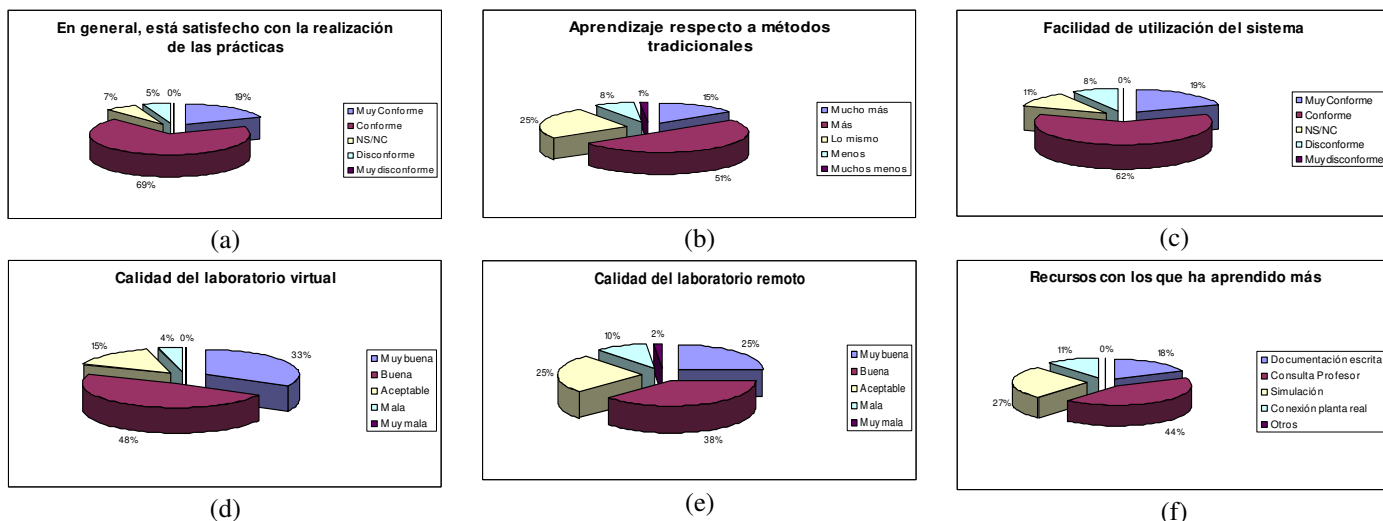 En general, está satisfecho con la realización
de las prácticas
7%
5%
0%
19%
69%
Muy Conforme
Conforme
NS/NC
Disconforme
Muy disconforme
(a)
Aprendizaje respecto a métodos
tradicionales
25%
8%
1%
15%
51%
Mucho más
Más
Lo mismo
Menos
Muchos menos
(b)
Facilidad de utilización del sistema
11%
8%
0%
19%
62%
Muy Conforme
Conforme
NS/NC
Disconforme
Muy disconforme
(c)
Calidad del laboratorio virtual
15%
4%
0%
33%
48%
Muy buena
Buena
Aceptable
Mala
Muy mala
(d)
Calidad del laboratorio remoto
25%
10%
2%
25%
38%
Muy buena
Buena
Aceptable
Mala
Muy mala
(e)
Recursos con los que ha aprendido más
27%
11%
0%
18%
44%
Documentación escrita
Consulta Profesor
Simulación
Conexión planta real
Otros
(f)